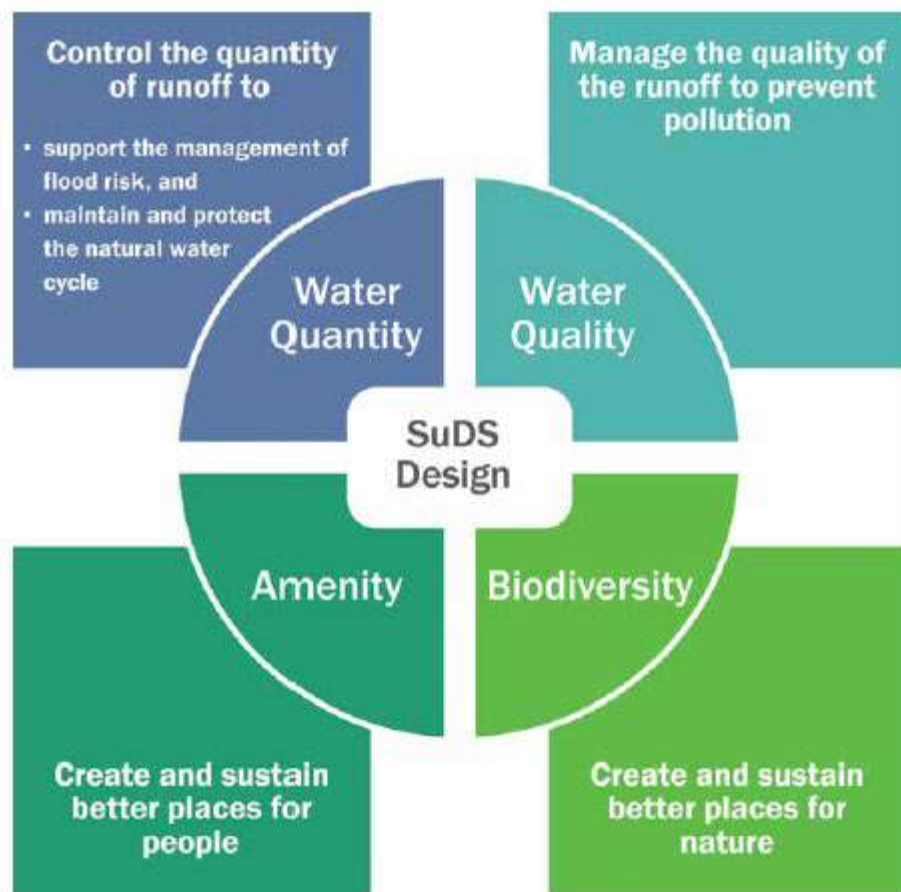 Control the quantity
of runoff to
• support the management of
flood risk, and
• maintain and protect
the natural water
cycle
Manage the quality of
the runoff to prevent
pollution
Water
Quantity
Water
Quality
SuDS
Design
Amenity
Biodiversity
Create and sustain
better places for
people
Create and sustain
better places for
nature